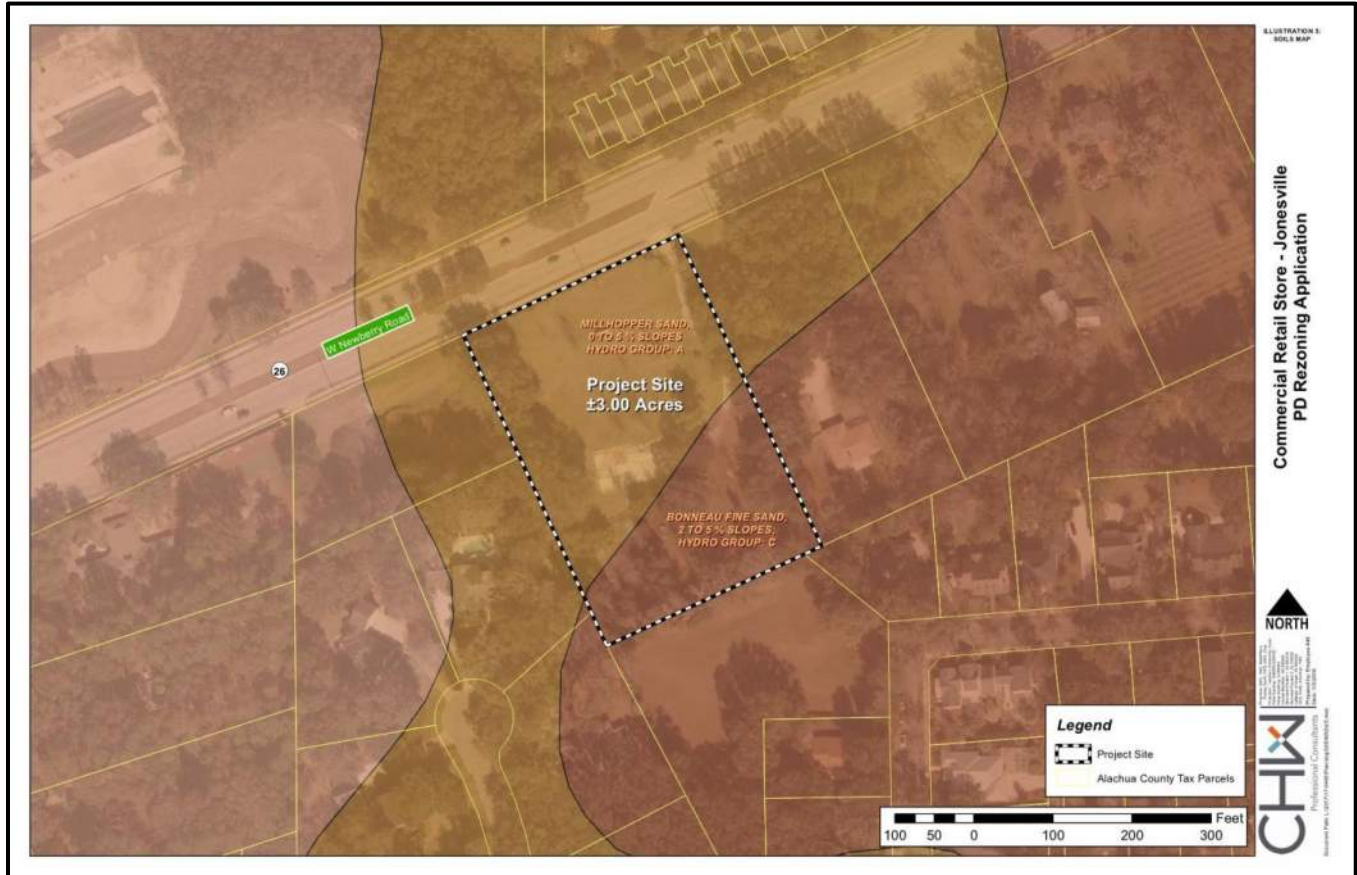 ILLUSTRATION 3:
SOILS MAP
Commercial Retail Store - Jonesville
PD Rezoning Application
W Newberry Road
26
MILLHOPPER SAND,
0 TO 5 % SLOPES
HYDRO GROUP: A
Project Site
±3.00 Acres
BONNEAU FINE SAND,
2 TO 5 % SLOPES,
HYDRO GROUP: C
NORTH
CHW
Professional Consultants
Legend
Project Site
Alachua County Tax Parcels
Feet
100 50 0 100 200 300